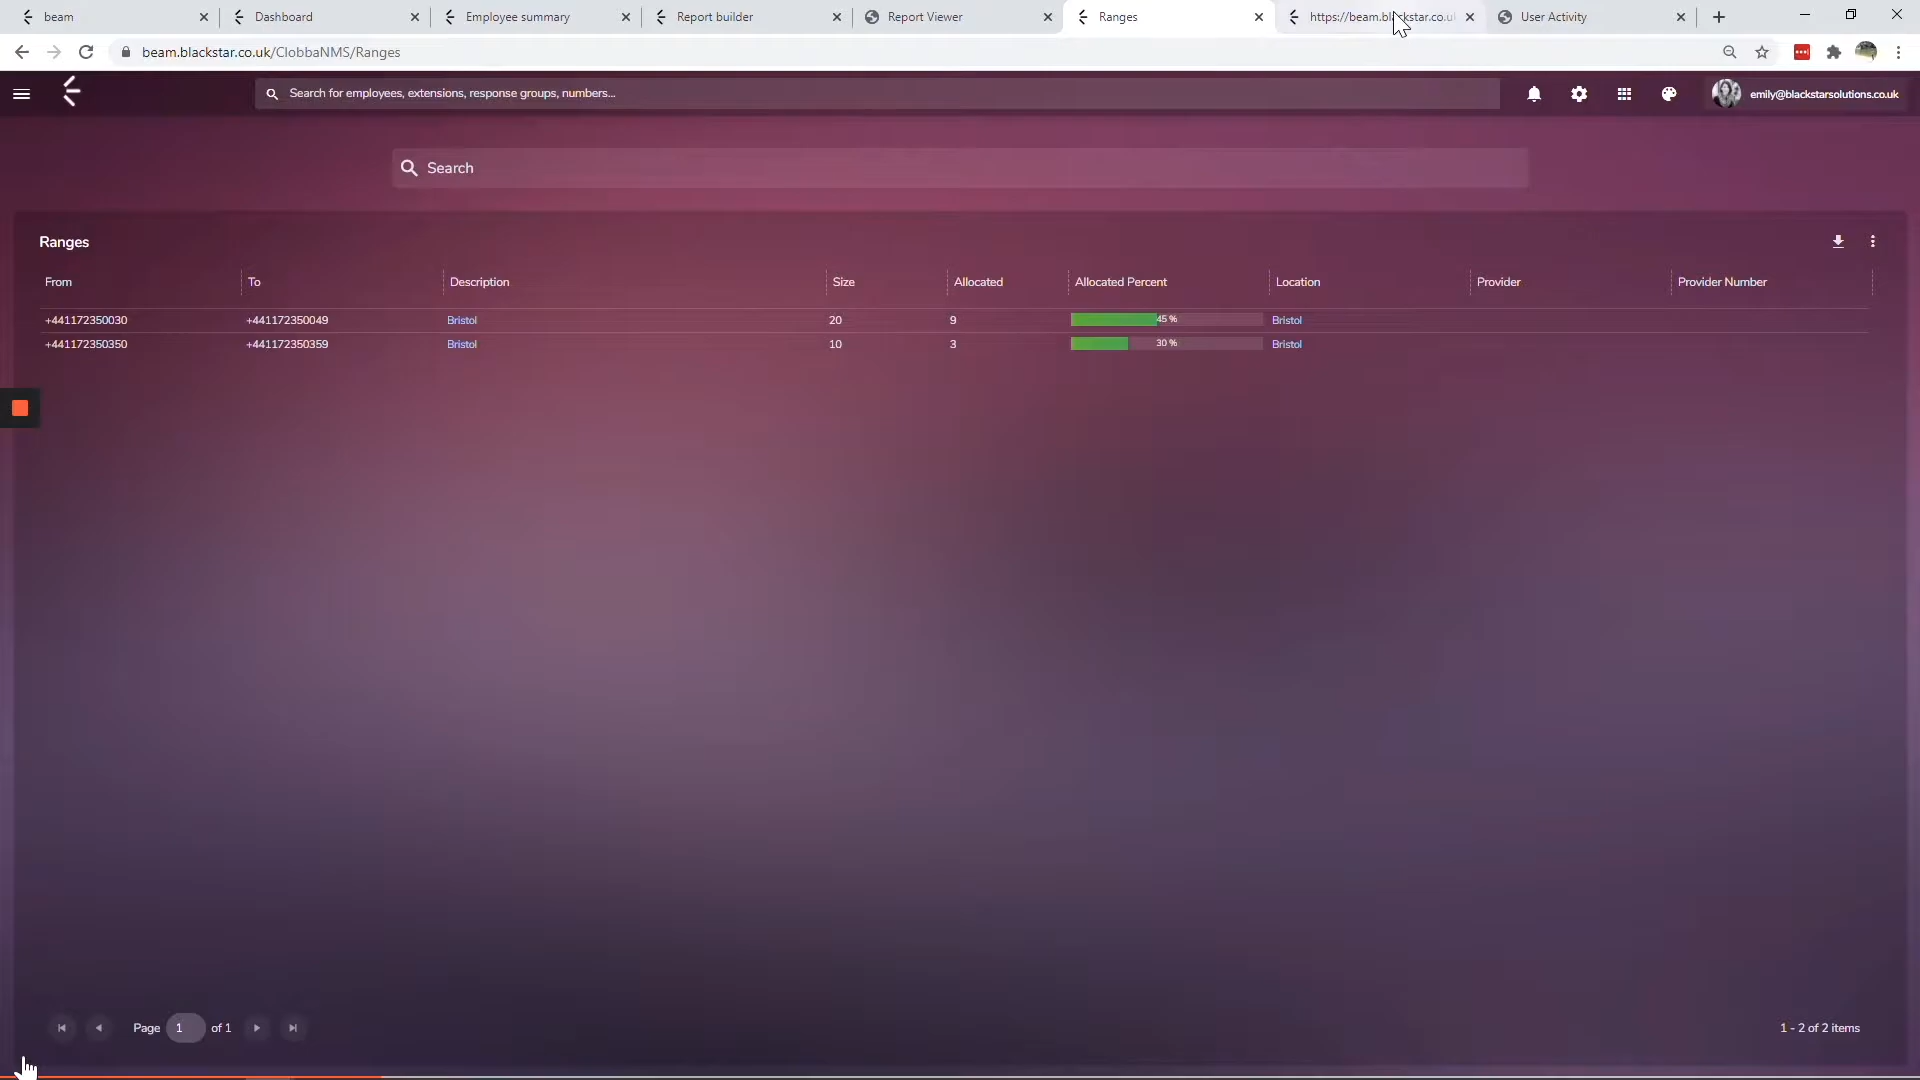 beam
Dashboard
Employee summary
Report builder
Report Viewer
Ranges
https://beam.blackstar.co.u
User Activity
beam.blackstar.co.uk/ClobbaNMS/Ranges
Search for employees, extensions, response groups, numbers...
emily@blackstarsolutions.co.uk
Search
Ranges
From To Description Size Allocated Allocated Percent Location Provider Provider Number
+441172350030 +441172350049 Bristol 20 9 45 % Bristol
+441172350350 +441172350359 Bristol 10 3 30 % Bristol
Page 1 of 1
1 - 2 of 2 items